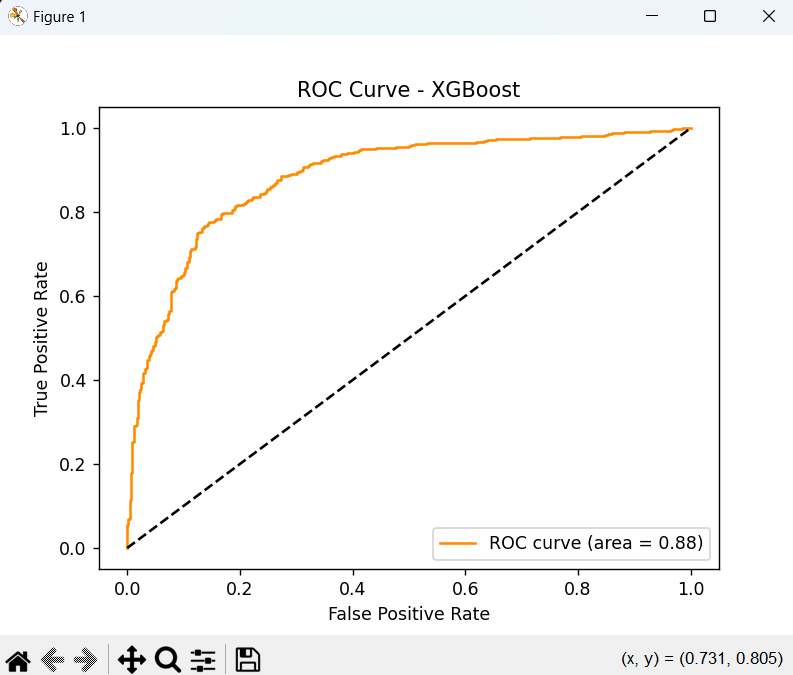 Figure 1
ROC Curve - XGBoost
1.0
0.8
0.6
0.4
0.2
0.0
True Positive Rate
ROC curve (area = 0.88)
0.0 0.2 0.4 0.6 0.8 1.0
False Positive Rate
(x, y) = (0.731, 0.805)